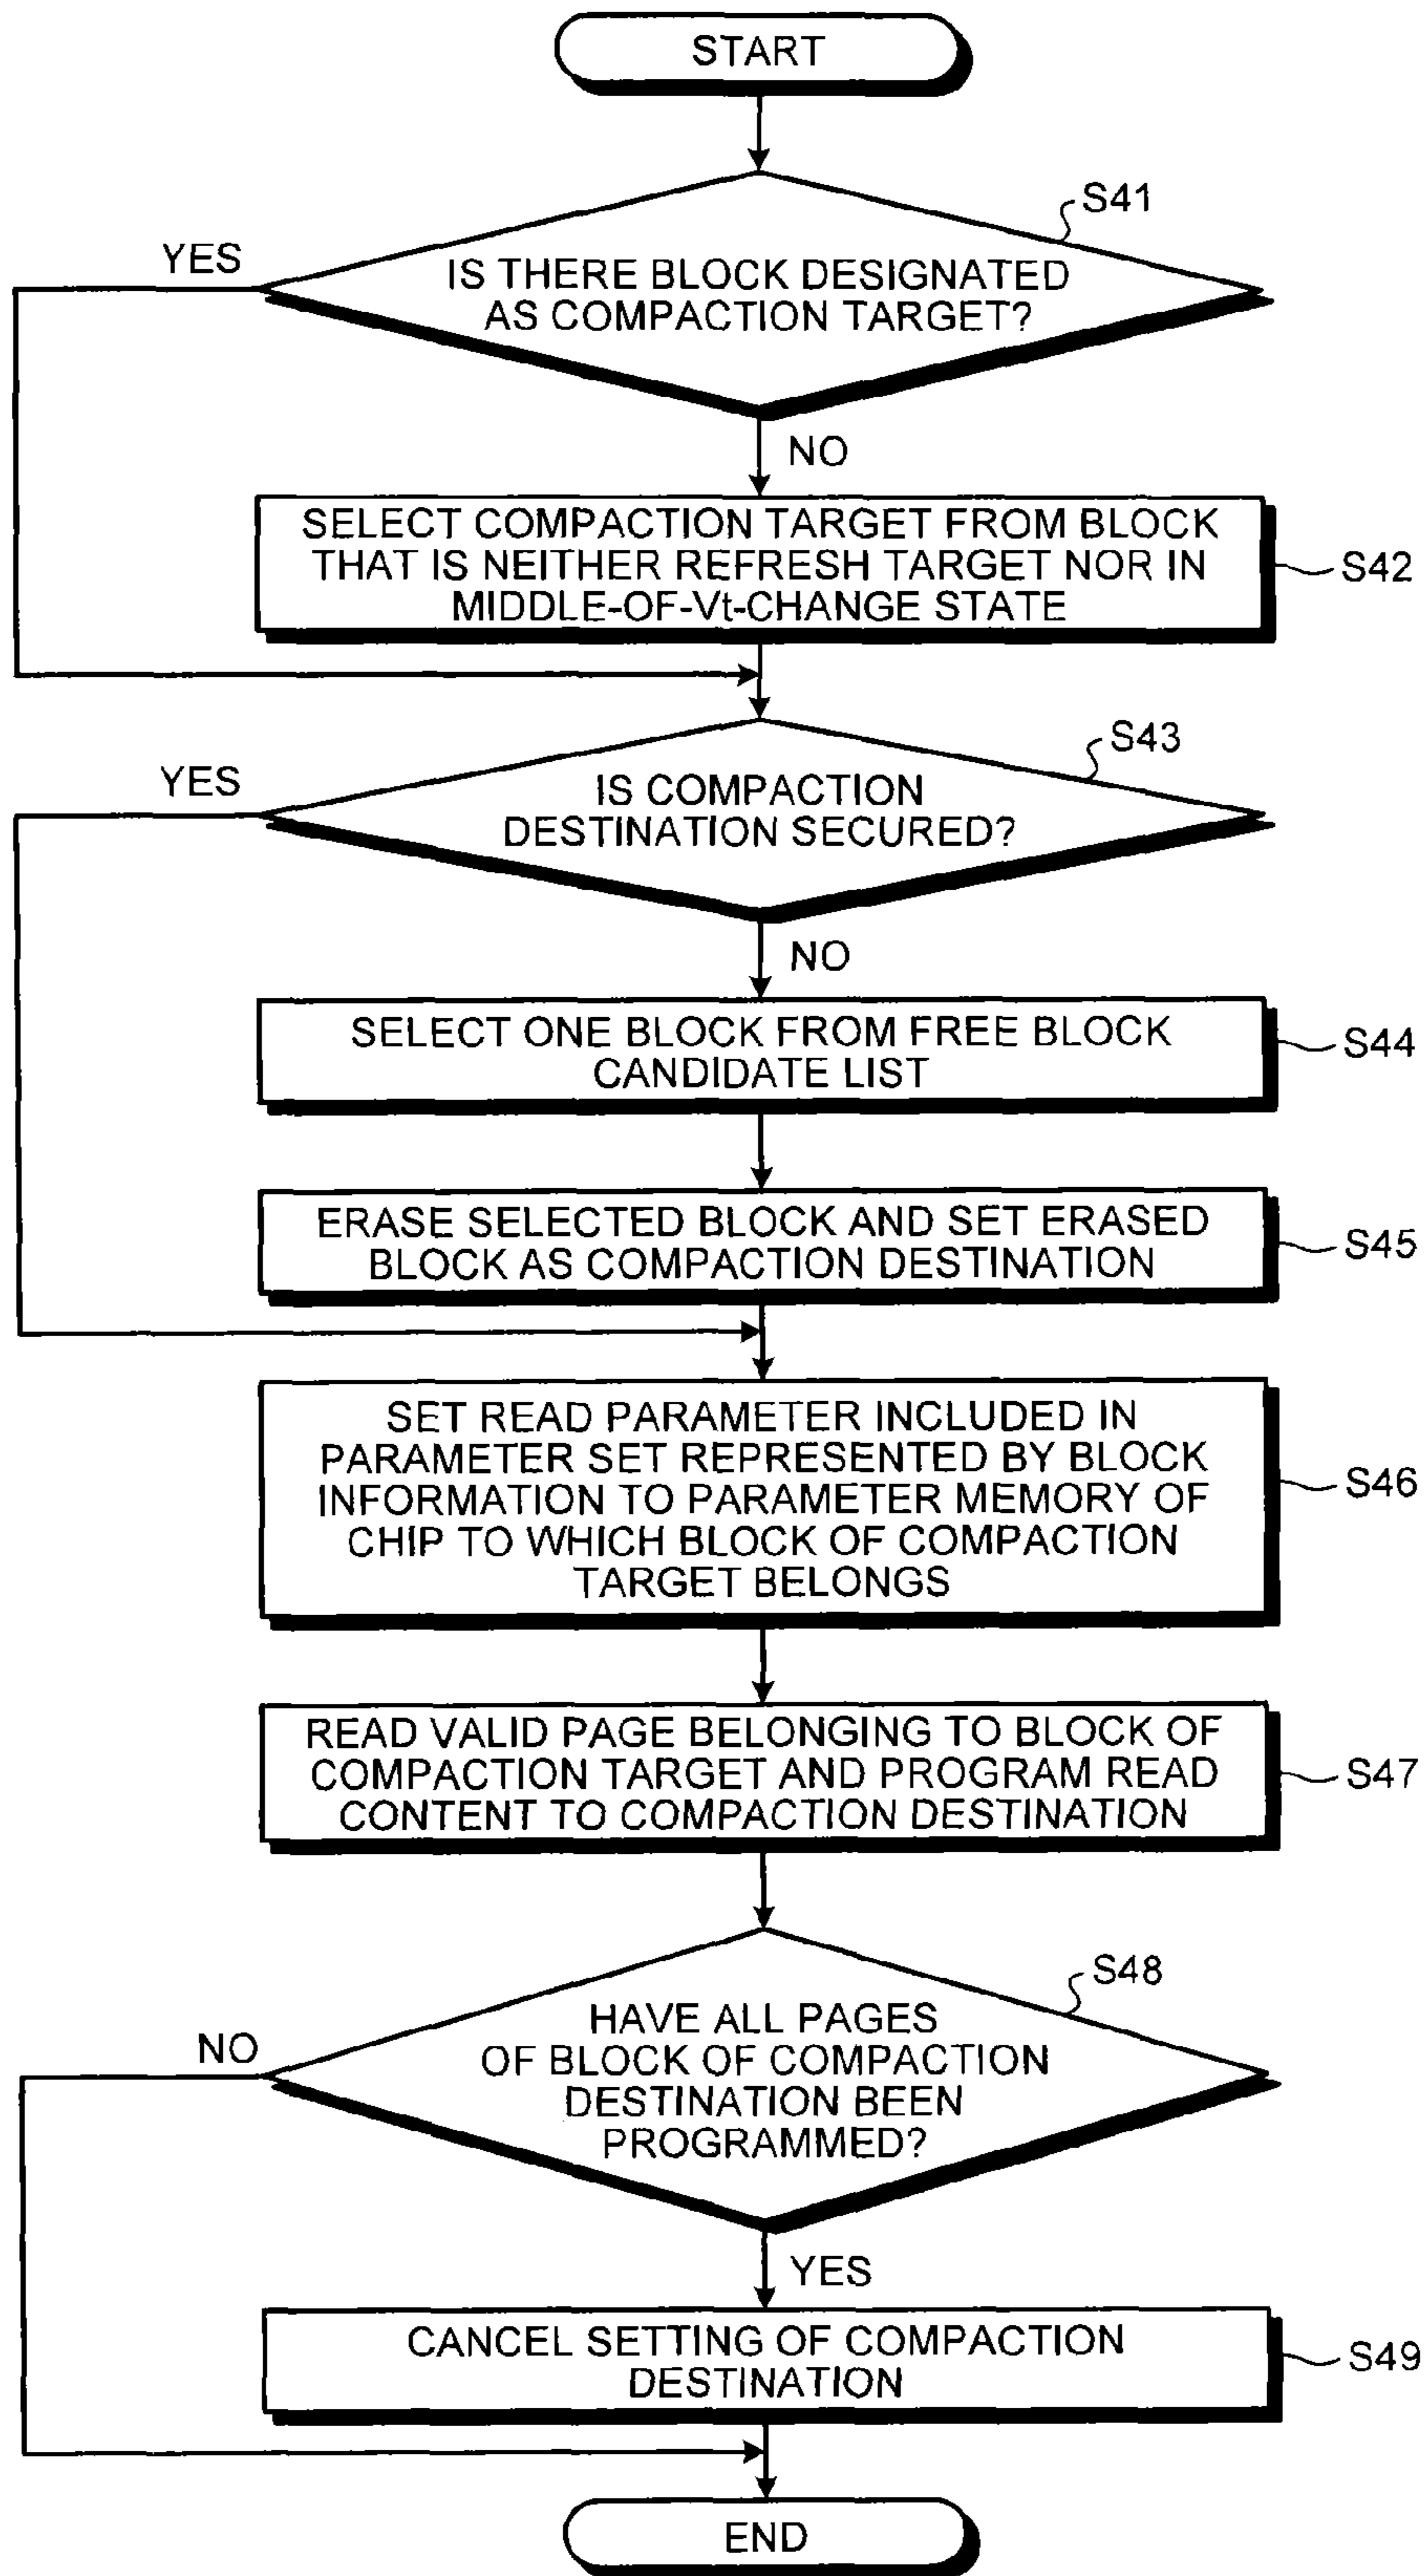 START
S41
YES
IS THERE BLOCK DESIGNATED
AS COMPACTION TARGET?
NO
SELECT COMPACTION TARGET FROM BLOCK
THAT IS NEITHER REFRESH TARGET NOR IN
MIDDLE-OF-Vt-CHANGE STATE
S42
S43
YES
IS COMPACTION
DESTINATION SECURED?
NO
SELECT ONE BLOCK FROM FREE BLOCK
CANDIDATE LIST
S44
ERASE SELECTED BLOCK AND SET ERASED
BLOCK AS COMPACTION DESTINATION
S45
SET READ PARAMETER INCLUDED IN
PARAMETER SET REPRESENTED BY BLOCK
INFORMATION TO PARAMETER MEMORY OF
CHIP TO WHICH BLOCK OF COMPACTION
TARGET BELONGS
S46
READ VALID PAGE BELONGING TO BLOCK OF
COMPACTION TARGET AND PROGRAM READ
CONTENT TO COMPACTION DESTINATION
S47
S48
NO
HAVE ALL PAGES
OF BLOCK OF COMPACTION
DESTINATION BEEN
PROGRAMMED?
YES
CANCEL SETTING OF COMPACTION
DESTINATION
S49
END